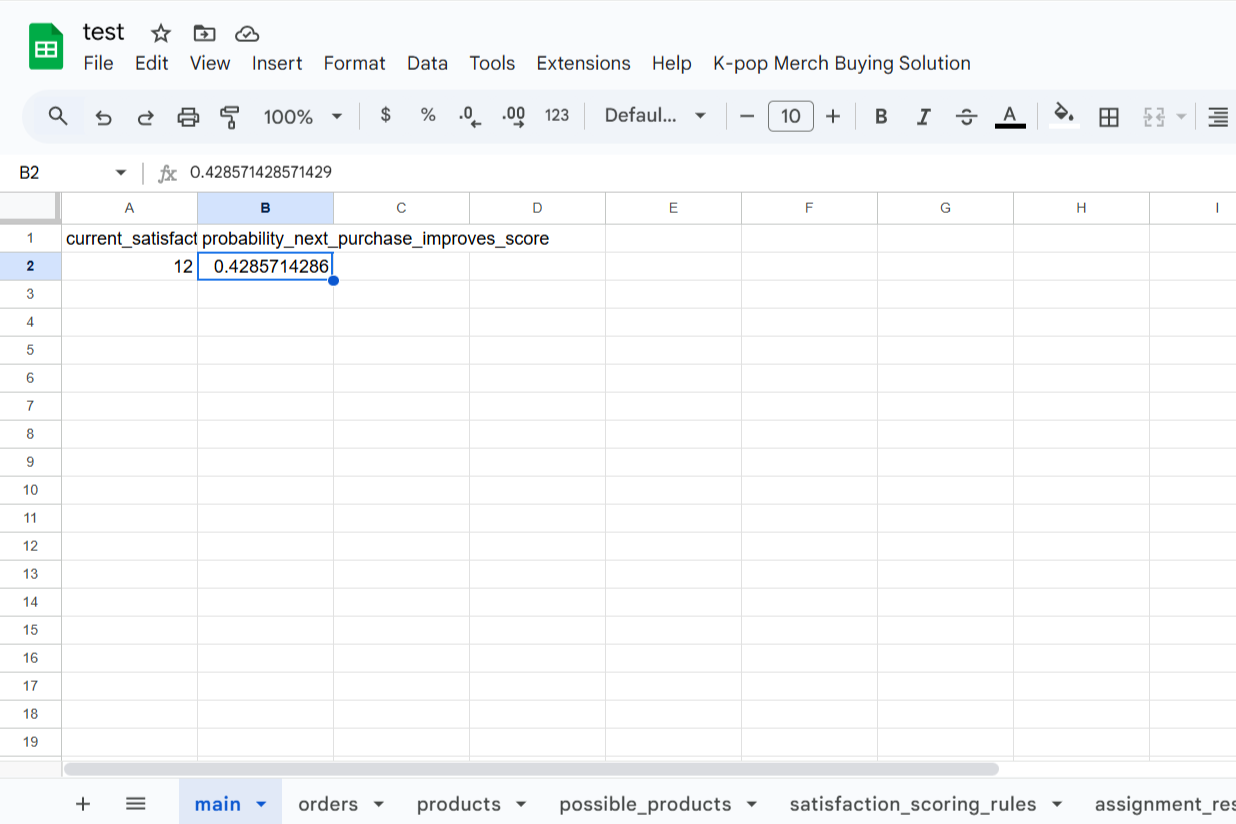 test
File Edit View Insert Format Data Tools Extensions Help K-pop Merch Buying Solution
100% $ % .0 .00 123 Defaul... − 10 + B I S A
B2 fx 0.428571428571429
A B C D E F G H I
1 current_satisfact probability_next_purchase_improves_score
2 12 0.4285714286
3
4
5
6
7
8
9
10
11
12
13
14
15
16
17
18
19
+ main orders products possible_products satisfaction_scoring_rules assignment_res